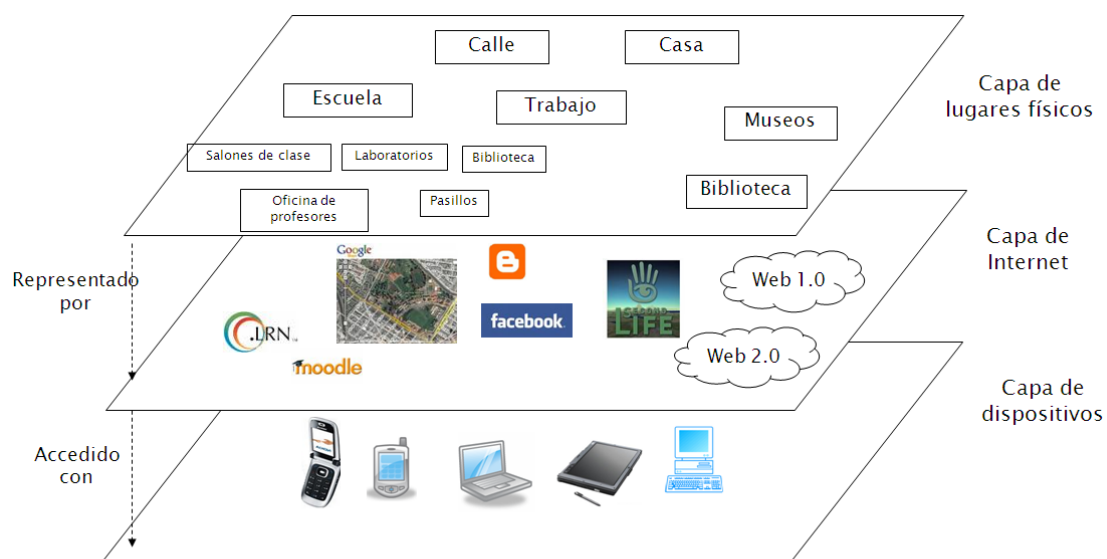 Calle
Casa
Capa de
lugares físicos
Escuela
Trabajo
Museos
Salones de clase
Laboratorios
Biblioteca
Biblioteca
Oficina de
profesores
Pasillos
Capa de
Internet
Representado
por
Google
Web 1.0
SECOND
LIFE
facebook
.LRN
Web 2.0
moodle
Capa de
dispositivos
Accedido
con